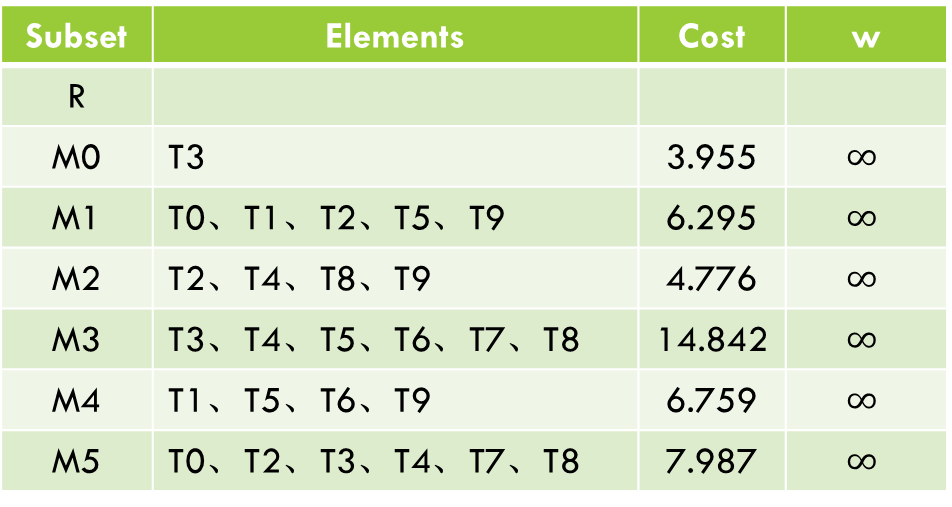 Subset Elements Cost w
R
M0 T3 3.955 ∞
M1 T0、T1、T2、T5、T9 6.295 ∞
M2 T2、T4、T8、T9 4.776 ∞
M3 T3、T4、T5、T6、T7、T8 14.842 ∞
M4 T1、T5、T6、T9 6.759 ∞
M5 T0、T2、T3、T4、T7、T8 7.987 ∞